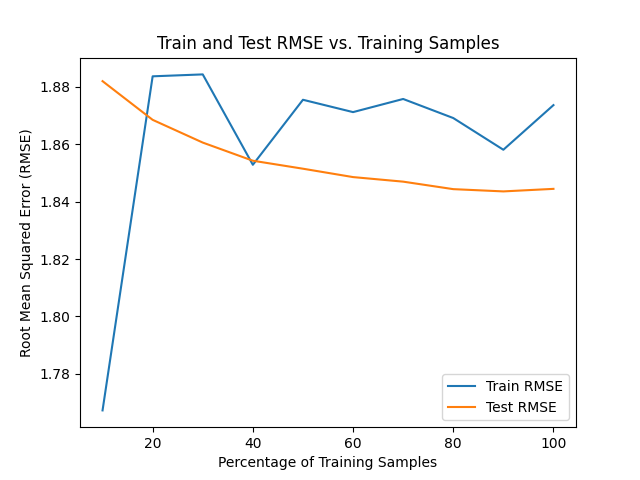 Train and Test RMSE vs. Training Samples
Root Mean Squared Error (RMSE)
1.88
1.86
1.84
1.82
1.80
1.78
Train RMSE
Test RMSE
20 40 60 80 100
Percentage of Training Samples